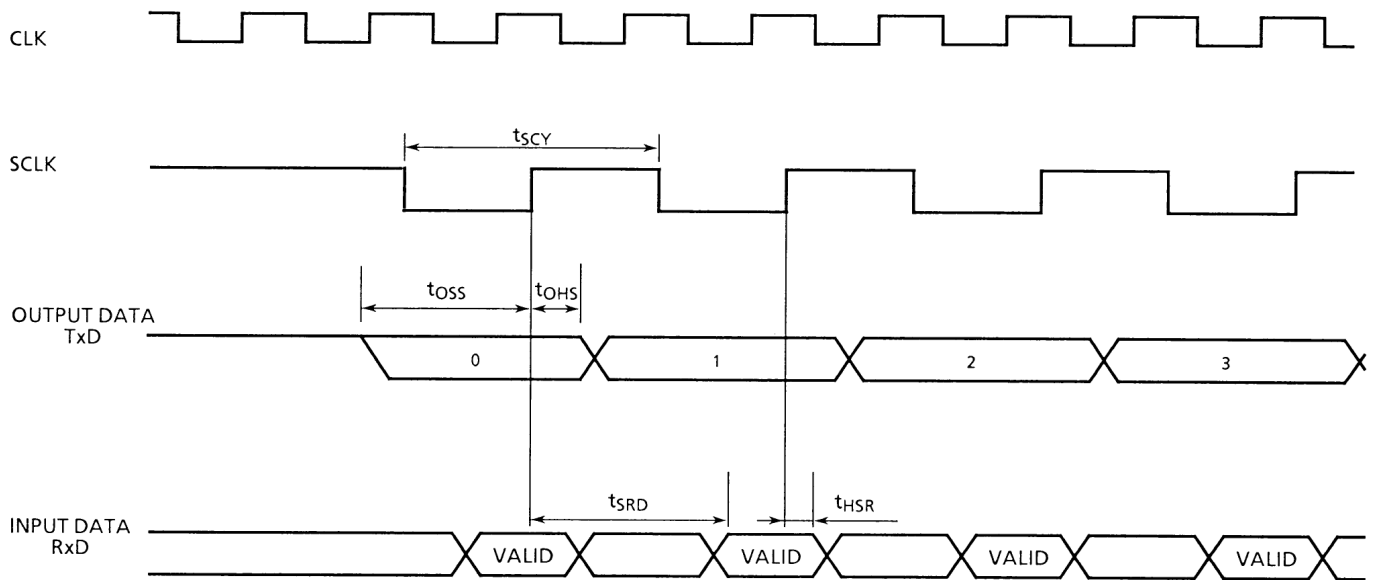 CLK
SCLK
tSCY
OUTPUT DATA
TxD
tOSS
tOHS
0
1
2
3
INPUT DATA
RxD
tSRD
tHSR
VALID
VALID
VALID
VALID